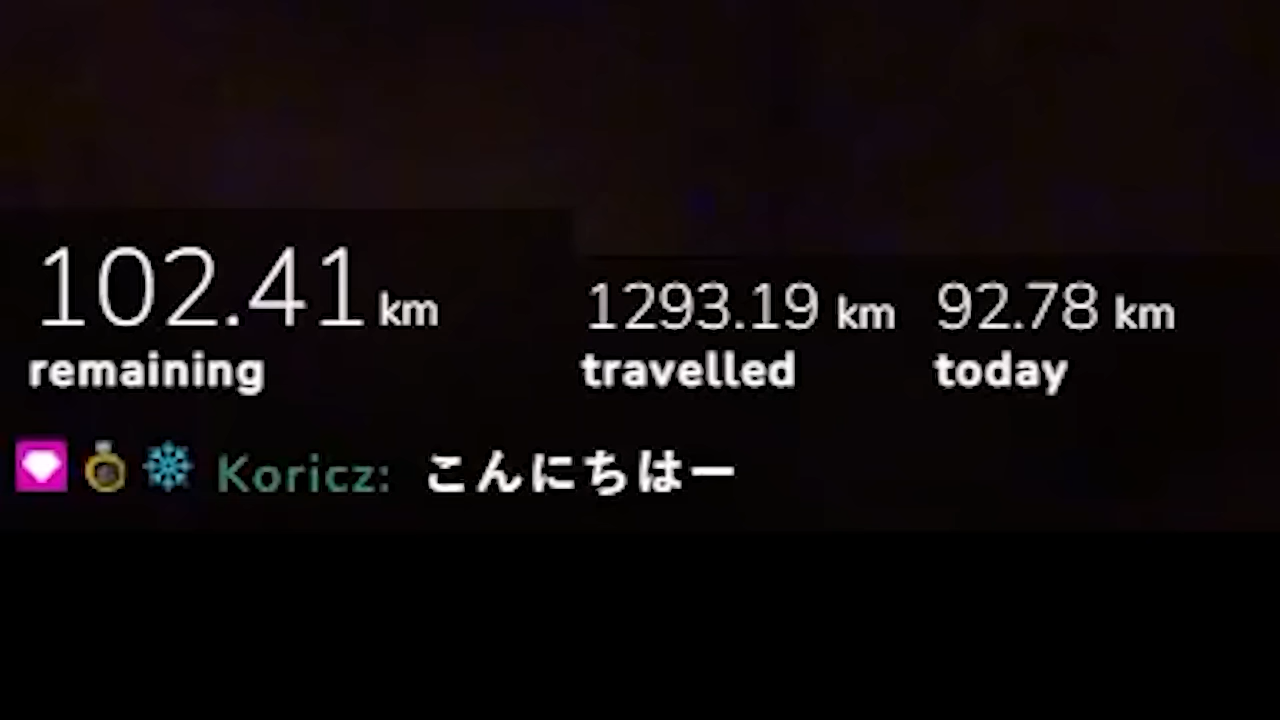 102.41 km
remaining
1293.19 km
travelled
92.78 km
today
Koricz: こんにちはー